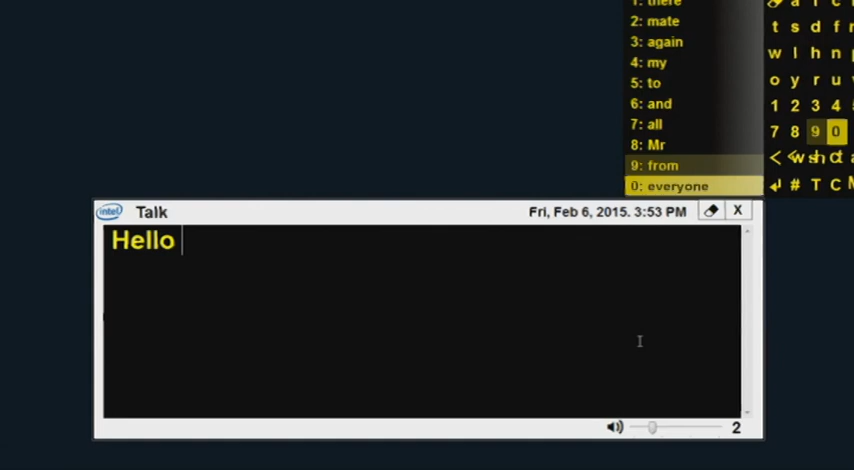 1: there
2: mate
3: again
4: my
5: to
6: and
7: all
8: Mr
9: from
0: everyone
t s d f
w l h n
o y r u
1 2 3 4
7 8 9 0
# T C
intel Talk Fri, Feb 6, 2015. 3:53 PM X
Hello
2